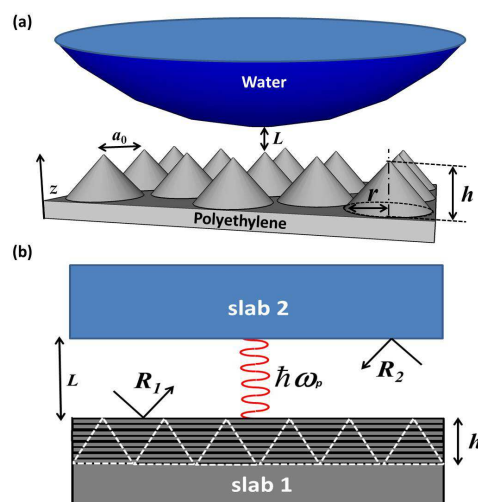 (a)
Water
a₀
L
z
r
h
Polyethylene
(b)
slab 2
L
R₁
ℏωₚ
R₂
h
slab 1